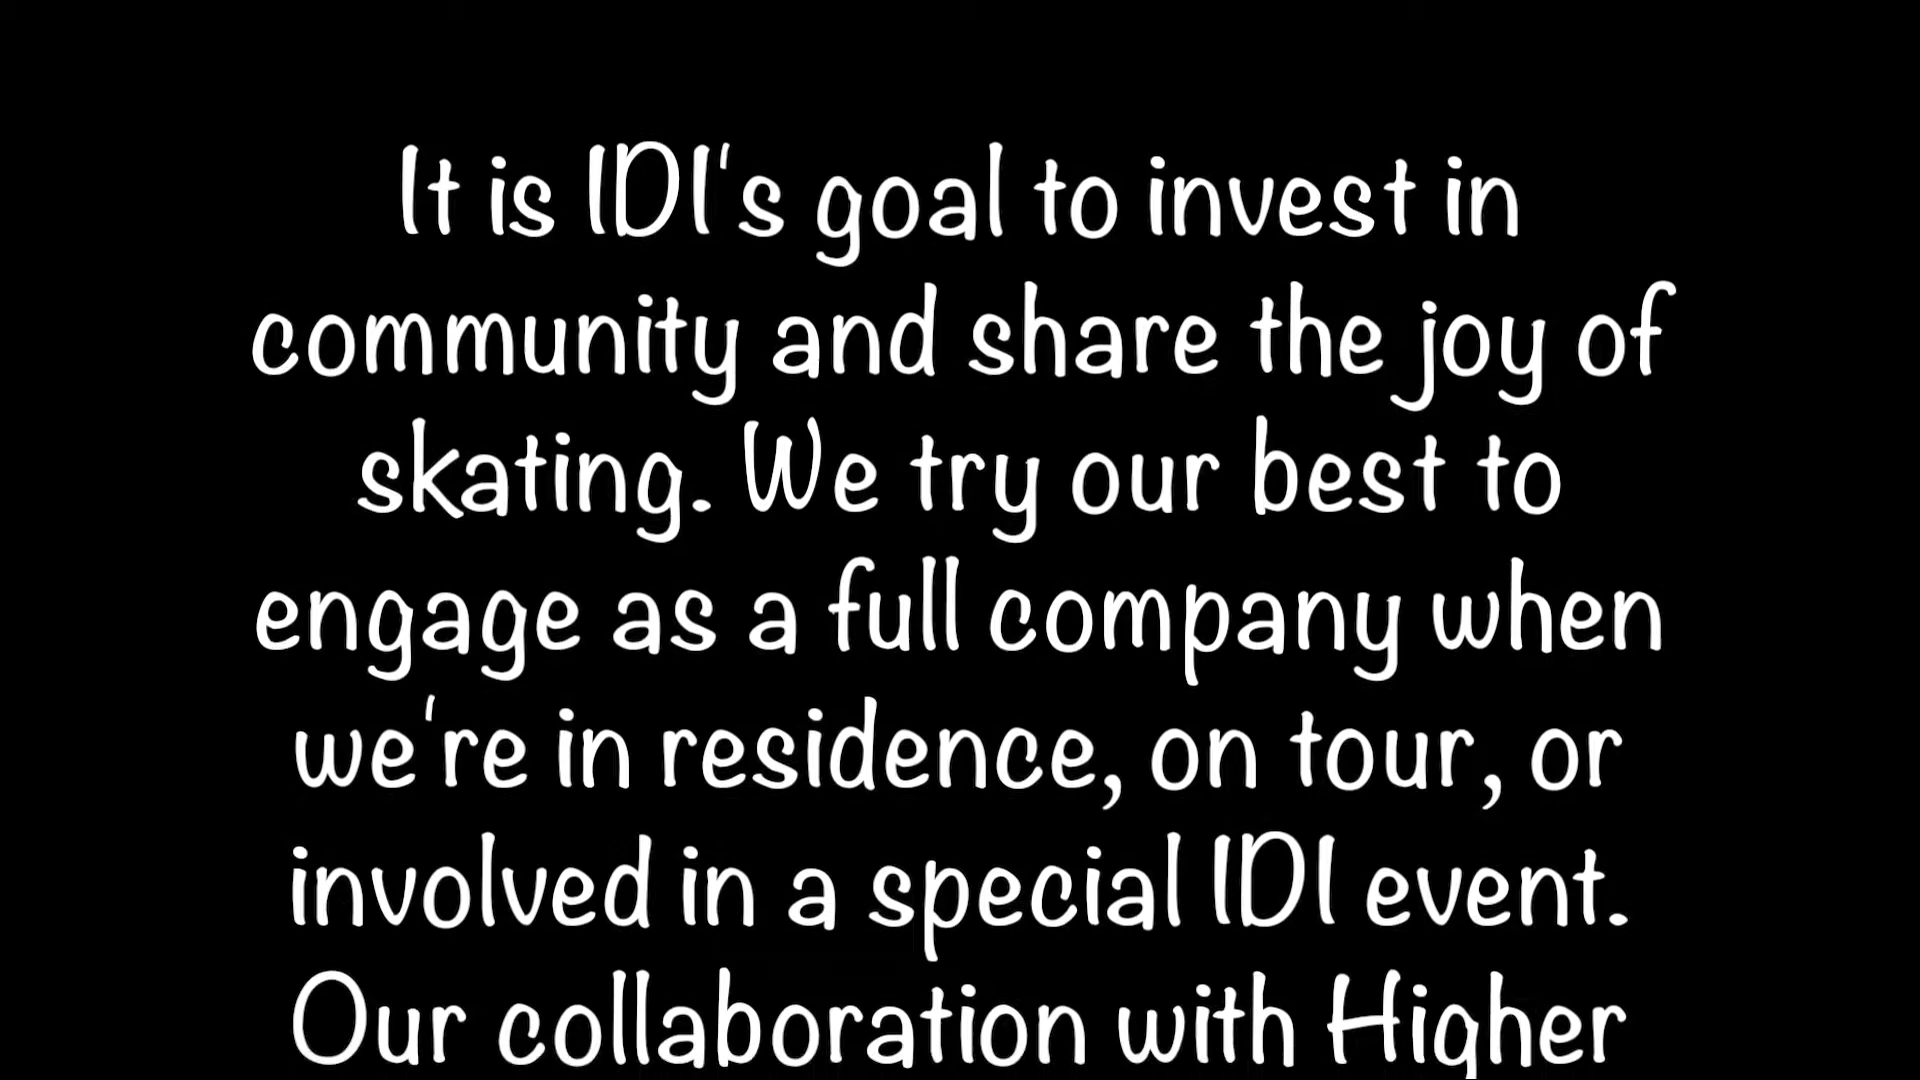 It is IDI's goal to invest in
community and share the joy of
skating. We try our best to
engage as a full company when
we're in residence, on tour, or
involved in a special IDI event.
Our collaboration with Higher